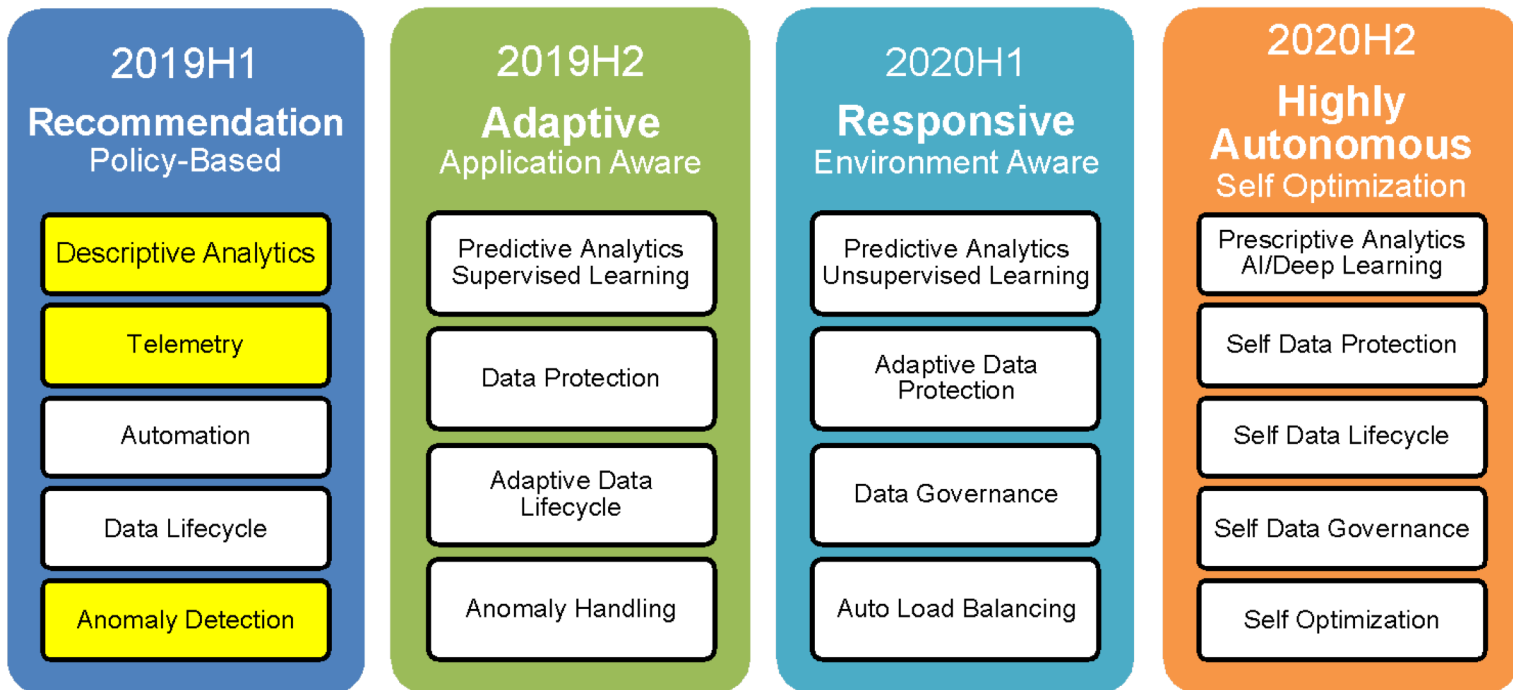 2019H1
Recommendation
Policy-Based
Descriptive Analytics
Telemetry
Automation
Data Lifecycle
Anomaly Detection
2019H2
Adaptive
Application Aware
Predictive Analytics
Supervised Learning
Data Protection
Adaptive Data
Lifecycle
Anomaly Handling
2020H1
Responsive
Environment Aware
Predictive Analytics
Unsupervised Learning
Adaptive Data
Protection
Data Governance
Auto Load Balancing
2020H2
Highly
Autonomous
Self Optimization
Prescriptive Analytics
AI/Deep Learning
Self Data Protection
Self Data Lifecycle
Self Data Governance
Self Optimization